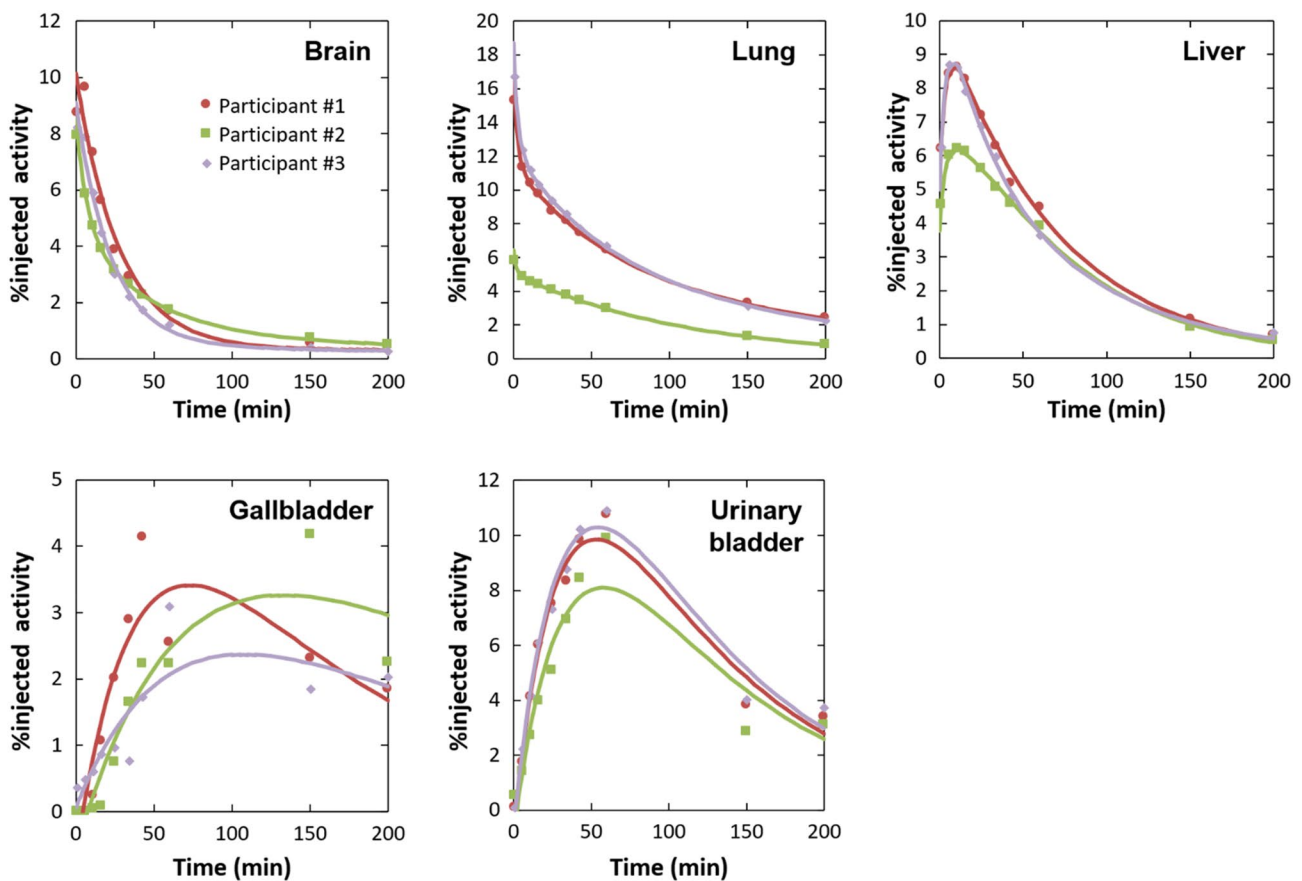 Brain
12
10
8
6
4
2
0
%injected activity
Participant #1
Participant #2
Participant #3
0 50 100 150 200
Time (min)
Lung
20
18
16
14
12
10
8
6
4
2
0
%injected activity
0 50 100 150 200
Time (min)
Liver
10
9
8
7
6
5
4
3
2
1
0
%injected activity
0 50 100 150 200
Time (min)
Gallbladder
5
4
3
2
1
0
%injected activity
0 50 100 150 200
Time (min)
Urinary
bladder
12
10
8
6
4
2
0
%injected activity
0 50 100 150 200
Time (min)